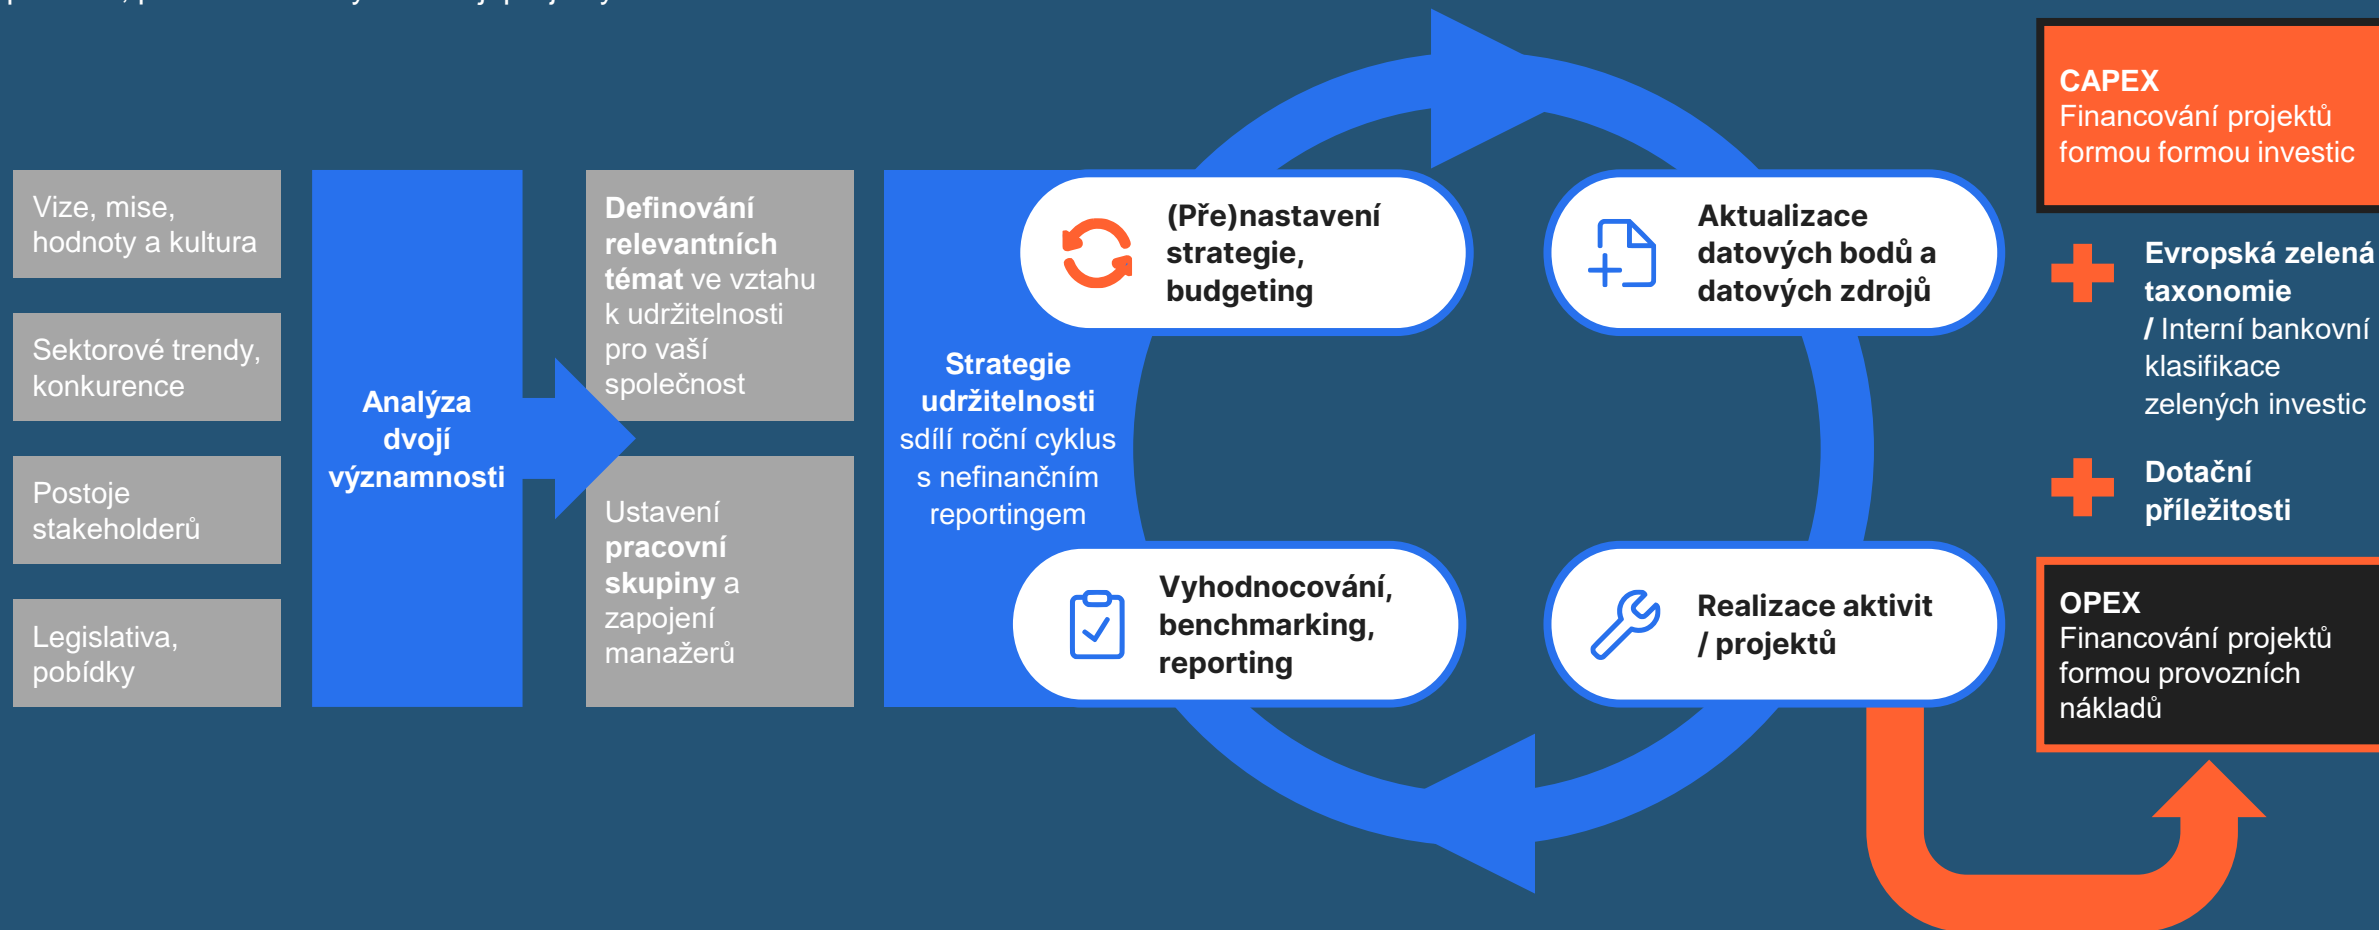 Vize, mise,
hodnoty a kultura
Sektorové trendy,
konkurence
Postoje
stakeholderů
Legislativa,
pobídky
Analýza
dvojí
významnosti
Definování
relevantních
témat ve vztahu
k udržitelnosti
pro vaší
společnost
Ustavení
pracovní
skupiny a
zapojení
manažerů
Strategie
udržitelnosti
sdílí roční cyklus
s nefinančním
reportingem
(Pře)nastavení
strategie,
budgeting
Aktualizace
datových bodů a
datových zdrojů
Vyhodnocování,
benchmarking,
reporting
Realizace aktivit
/ projektů
CAPEX
Financování projektů
formou formou investic
Evropská zelená
taxonomie
/ Interní bankovní
klasifikace
zelených investic
Dotační
příležitosti
OPEX
Financování projektů
formou provozních
nákladů